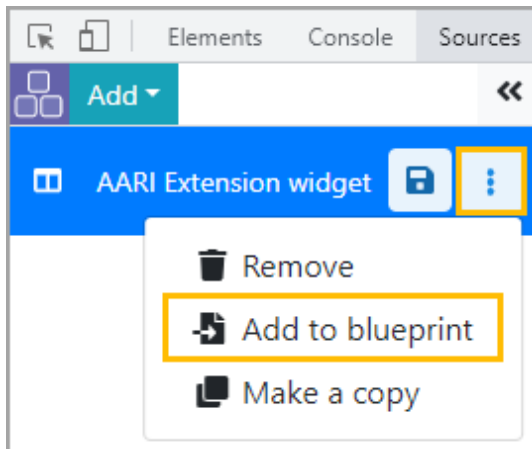 Elements Console Sources
Add
AARI Extension widget
Remove
Add to blueprint
Make a copy